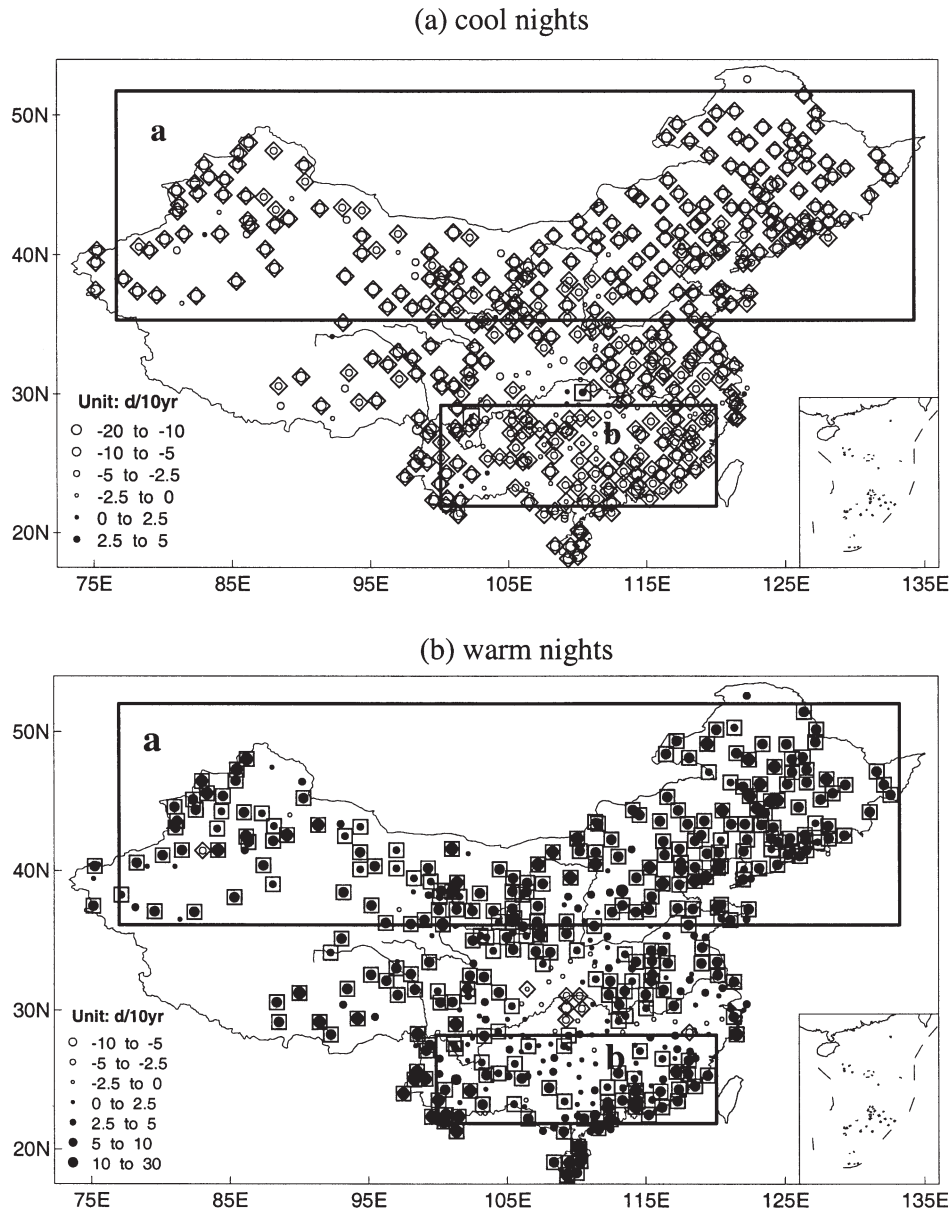 (a) cool nights
50N
a
40N
30N
Unit: d/10yr
-20 to -10
-10 to -5
-5 to -2.5
-2.5 to 0
0 to 2.5
2.5 to 5
b
20N
75E 85E 95E 105E 115E 125E 135E
(b) warm nights
50N
a
40N
30N
Unit: d/10yr
-10 to -5
-5 to -2.5
-2.5 to 0
0 to 2.5
2.5 to 5
5 to 10
10 to 30
b
20N
75E 85E 95E 105E 115E 125E 135E